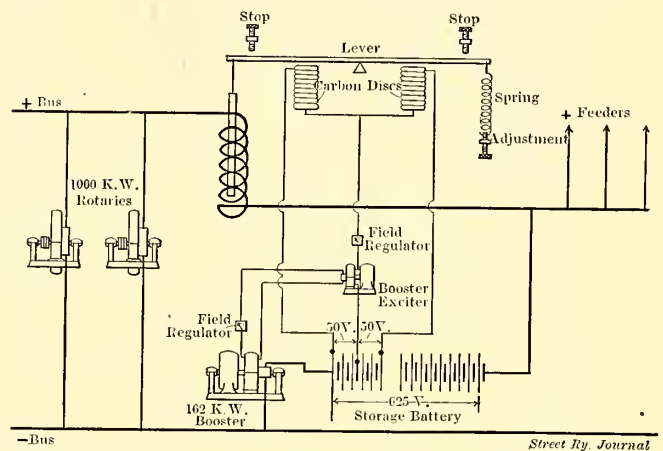 Stop
Stop
Lever
Carbon Discs
Spring
+ Bus
+ Feeders
Adjustment
1000 K.W.
Rotaries
Field
Regulator
Booster
Exciter
Field
Regulator
50V. 50V.
162 K.W.
Booster
625 V.
Storage Battery
-Bus
Street Ry. Journal